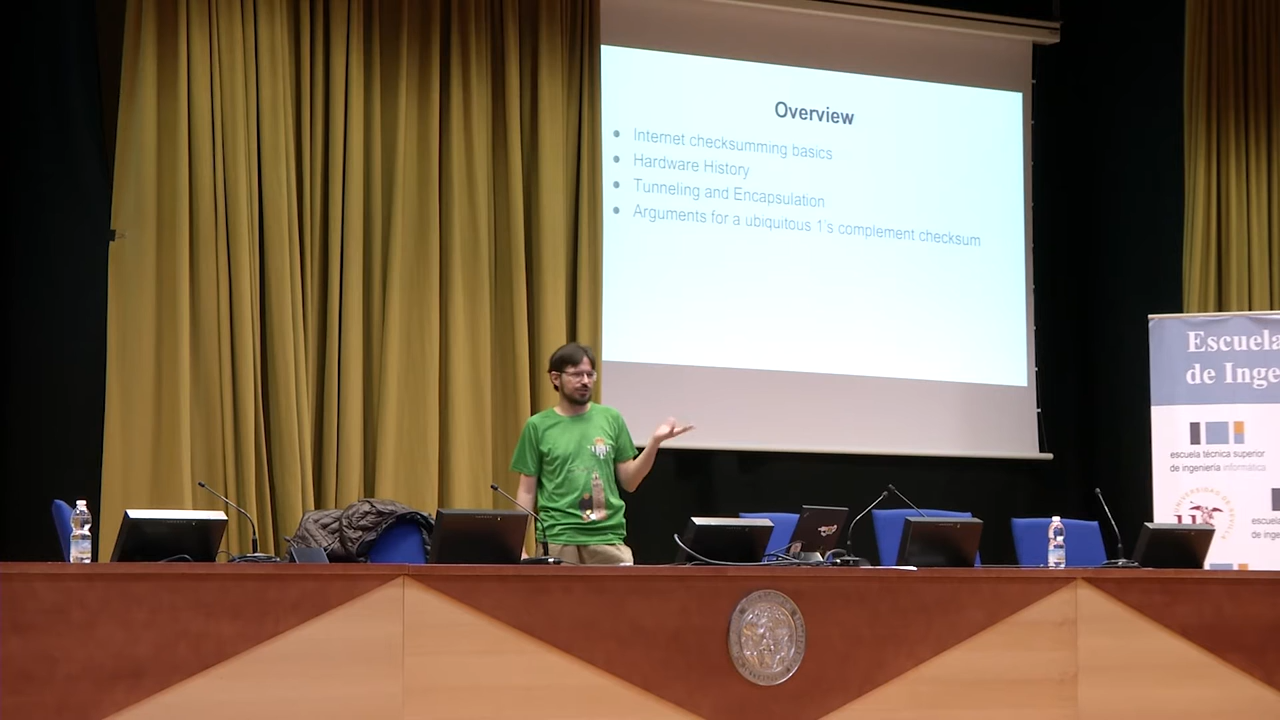 Overview
Internet checksumming basics
Hardware History
Tunneling and Encapsulation
Arguments for a ubiquitous 1's complement checksum
Escuela
de Inge
escuela técnica superior
de ingeniería informática